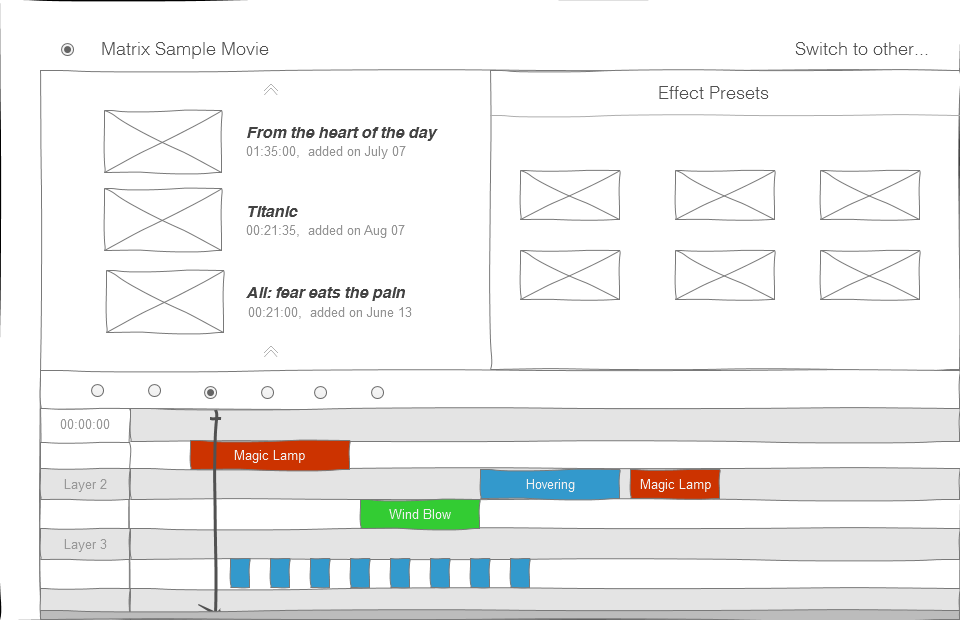 Matrix Sample Movie
Switch to other...
Effect Presets
From the heart of the day
01:35:00, added on July 07
Titanic
00:21:35, added on Aug 07
All: fear eats the pain
00:21:00, added on June 13
00:00:00
Magic Lamp
Layer 2
Hovering
Magic Lamp
Wind Blow
Layer 3